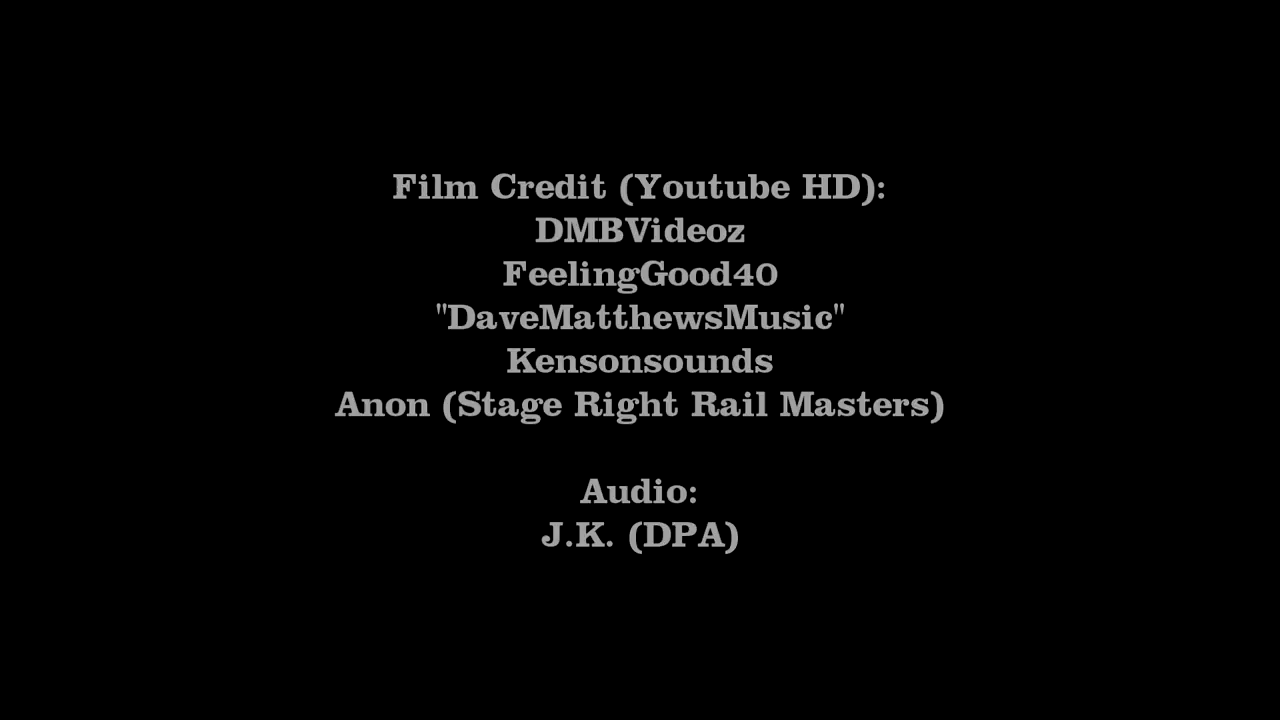 Film Credit (Youtube HD):
DMBVideoz
FeelingGood40
"DaveMatthewsMusic"
Kensonsounds
Anon (Stage Right Rail Masters)
Audio:
J.K. (DPA)